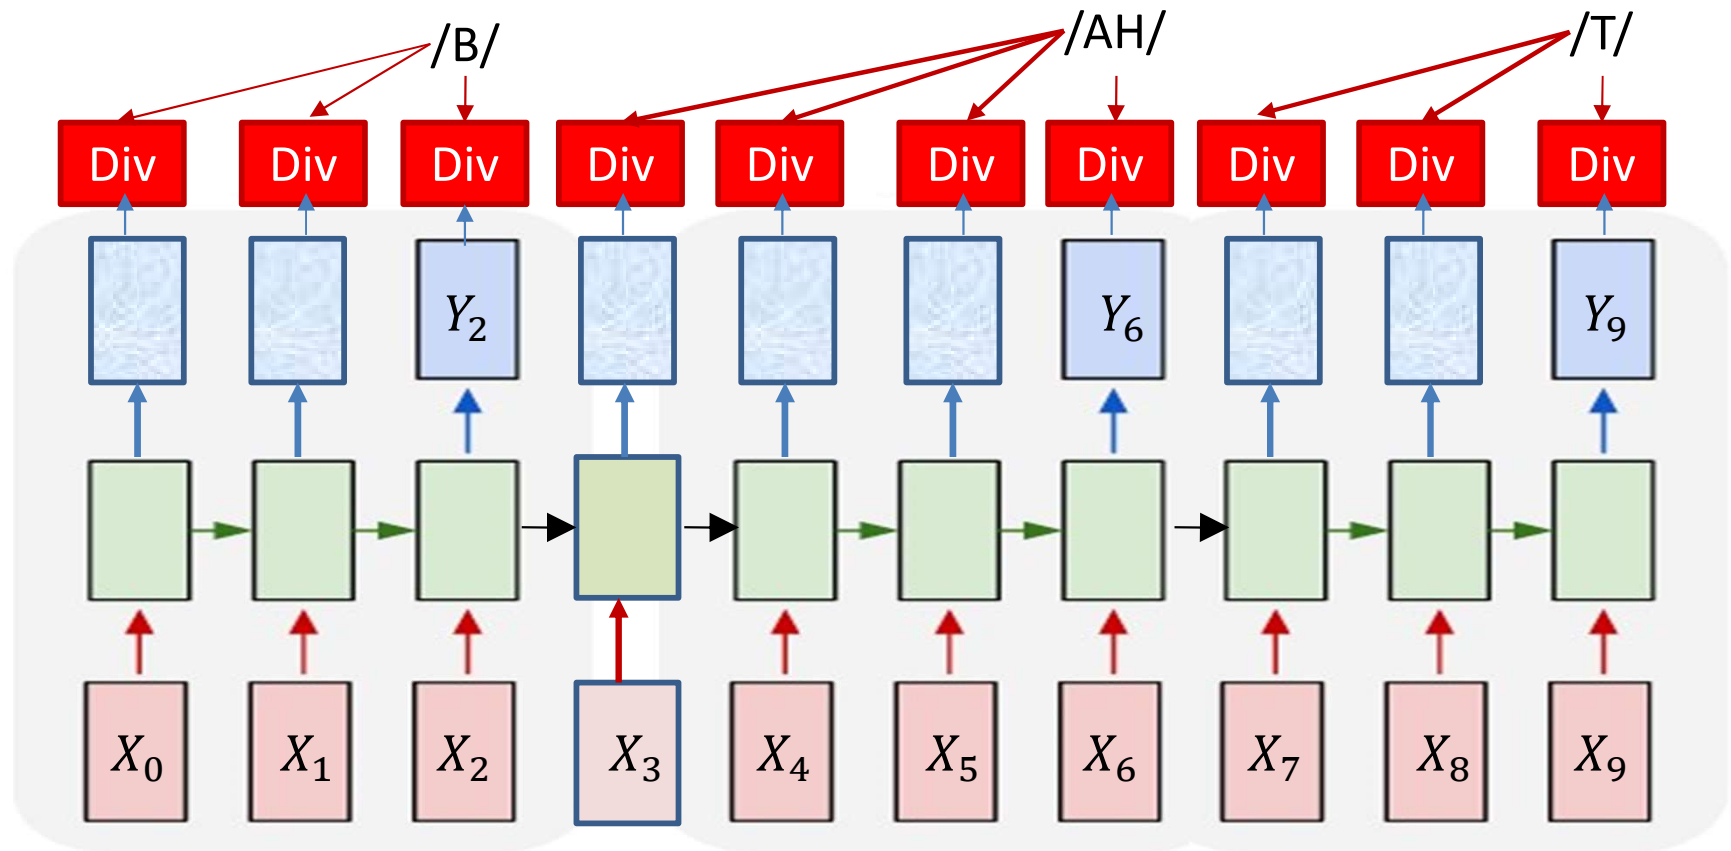 /B/ /AH/ /T/
Div Div Div Div Div Div Div Div Div Div
Y₂ Y₆ Y₉
X₀ X₁ X₂ X₃ X₄ X₅ X₆ X₇ X₈ X₉